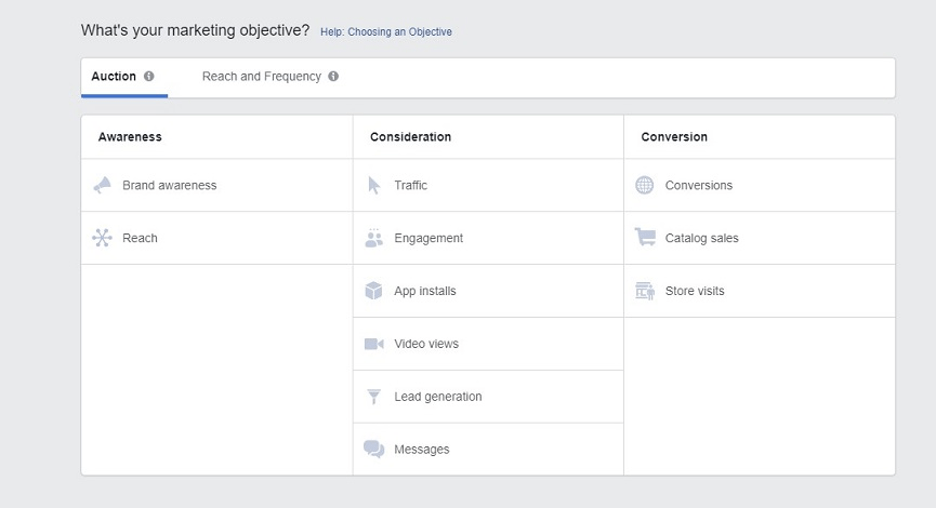 What's your marketing objective? Help: Choosing an Objective
Auction Reach and Frequency
Awareness Consideration Conversion
Brand awareness Traffic Conversions
Reach Engagement Catalog sales
App installs Store visits
Video views
Lead generation
Messages